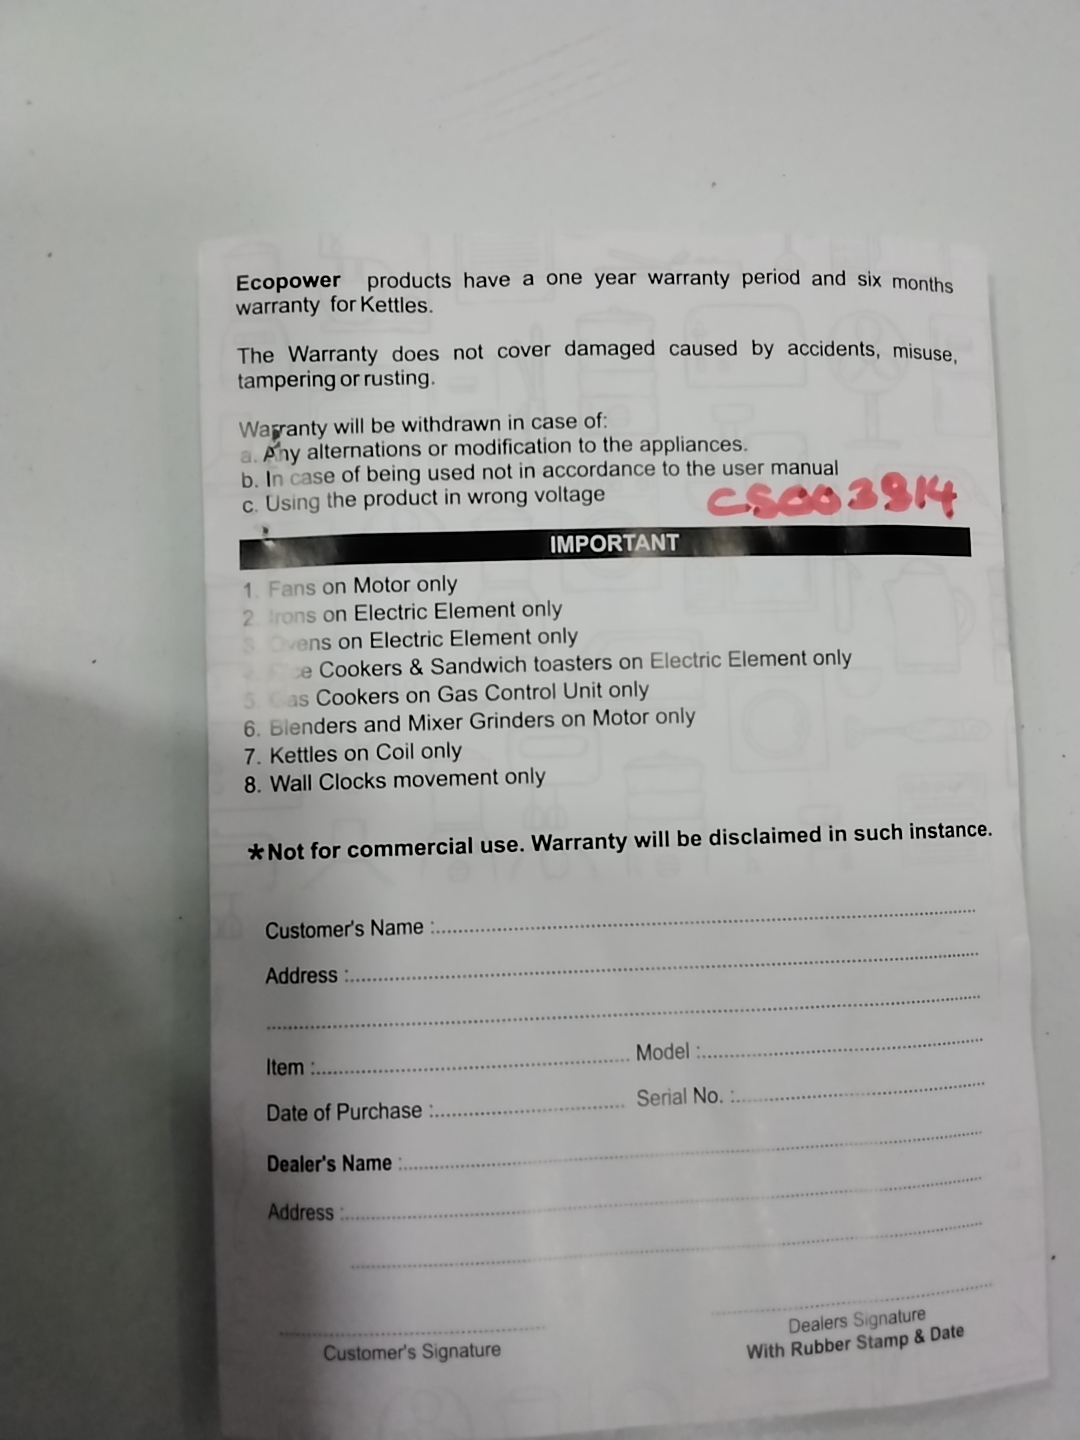 Ecopower products have a one year warranty period and six months
warranty for Kettles.
The Warranty does not cover damaged caused by accidents, misuse,
tampering or rusting.
Warranty will be withdrawn in case of:
a. Any alternations or modification to the appliances.
b. In case of being used not in accordance to the user manual
c. Using the product in wrong voltage
CS003814
IMPORTANT
1. Fans on Motor only
2. Irons on Electric Element only
3. Ovens on Electric Element only
Cookers & Sandwich toasters on Electric Element only
5. Gas Cookers on Gas Control Unit only
6. Blenders and Mixer Grinders on Motor only
7. Kettles on Coil only
8. Wall Clocks movement only
*Not for commercial use. Warranty will be disclaimed in such instance.
Customer's Name :
Address :
Item : Model :
Date of Purchase : Serial No. :
Dealer's Name :
Address :
Customer's Signature
Dealers Signature
With Rubber Stamp & Date